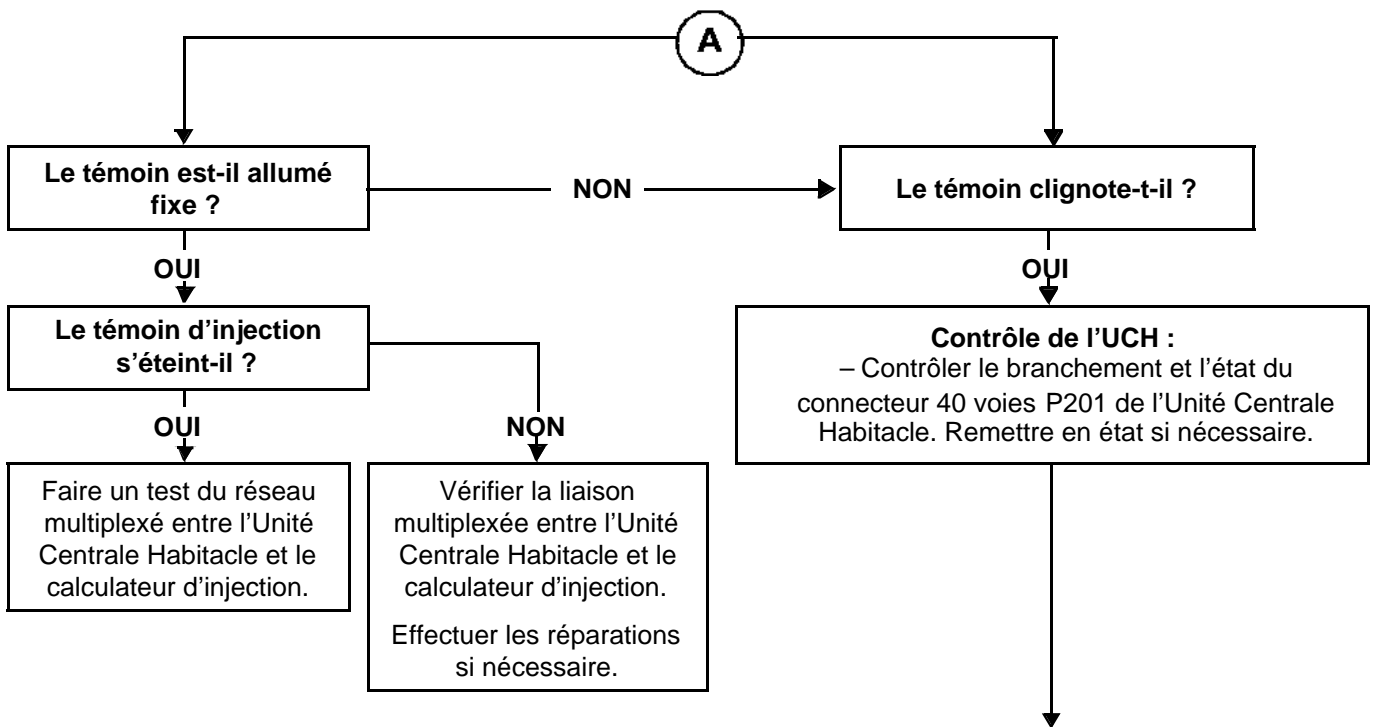 A
Le témoin est-il allumé
fixe ?
NON
Le témoin clignote-t-il ?
OUI
OUI
Le témoin d’injection
s’éteint-il ?
Contrôle de l’UCH :
– Contrôler le branchement et l’état du
connecteur 40 voies P201 de l’Unité Centrale
Habitacle. Remettre en état si nécessaire.
OUI
NON
Faire un test du réseau
multiplexé entre l’Unité
Centrale Habitacle et le
calculateur d’injection.
Vérifier la liaison
multiplexée entre l’Unité
Centrale Habitacle et le
calculateur d’injection.
Effectuer les réparations
si nécessaire.